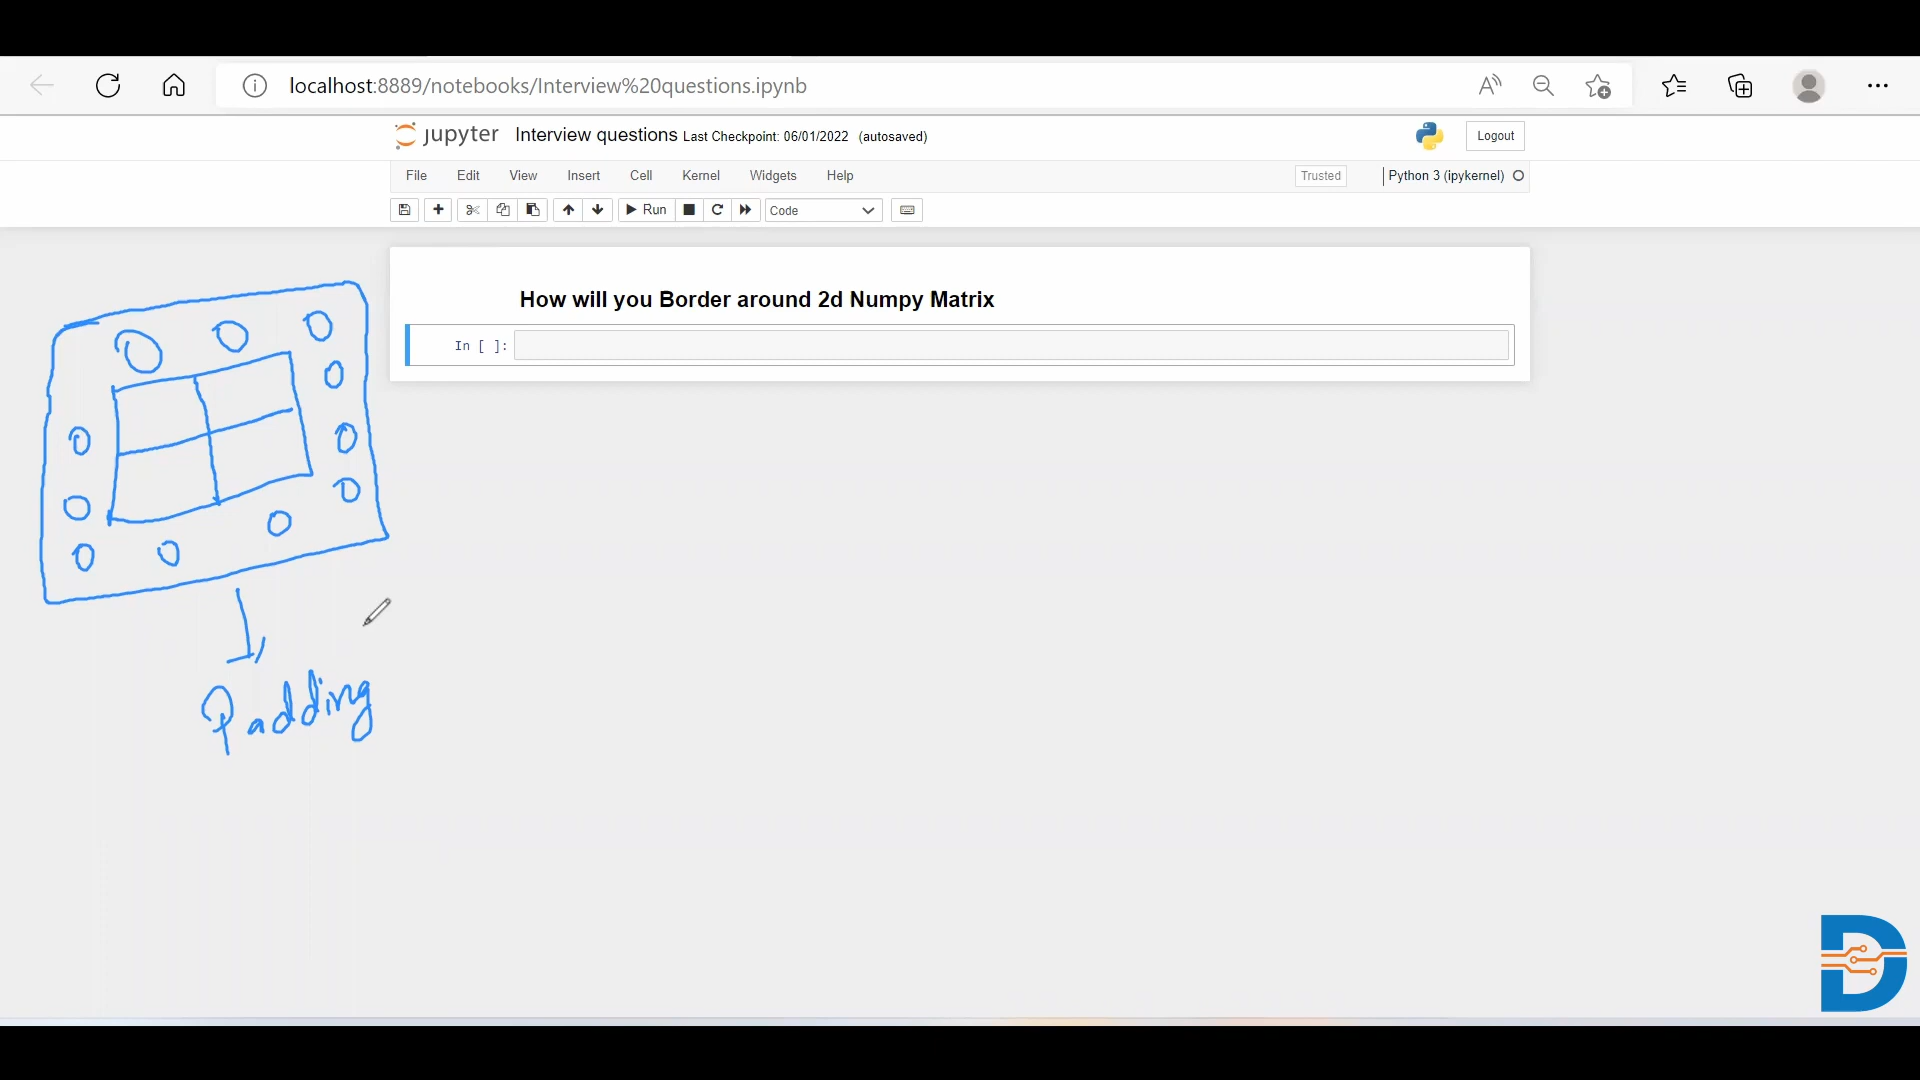 localhost:8889/notebooks/Interview%20questions.ipynb
jupyter Interview questions Last Checkpoint: 06/01/2022 (autosaved)
Logout
File Edit View Insert Cell Kernel Widgets Help
Trusted
Python 3 (ipykernel)
Run
Code
How will you Border around 2d Numpy Matrix
In [ ]:
0 0 0
0
0 0
0 0
0 0 0
Padding